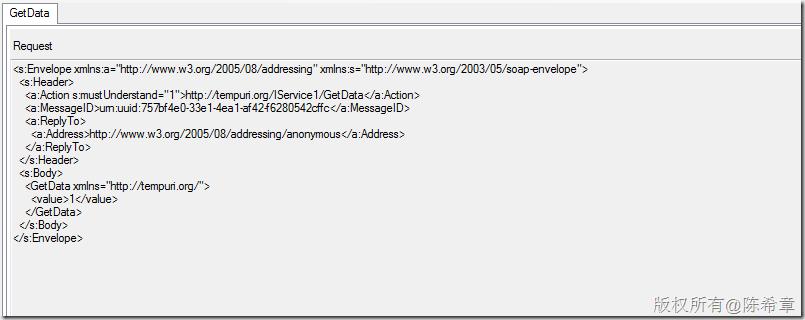 GetData
Request
<s:Envelope xmlns:a="http://www.w3.org/2005/08/addressing" xmlns:s="http://www.w3.org/2003/05/soap-envelope">
<s:Header>
<a:Action s:mustUnderstand="1">http://tempuri.org/IService1/GetData</a:Action>
<a:MessageID>urn:uuid:757bf4e0-33e1-4ea1-af42-f6280542cffc</a:MessageID>
<a:ReplyTo>
<a:Address>http://www.w3.org/2005/08/addressing/anonymous</a:Address>
</a:ReplyTo>
</s:Header>
<s:Body>
<GetData xmlns="http://tempuri.org/">
<value>1</value>
</GetData>
</s:Body>
</s:Envelope>
版权所有@陈希章